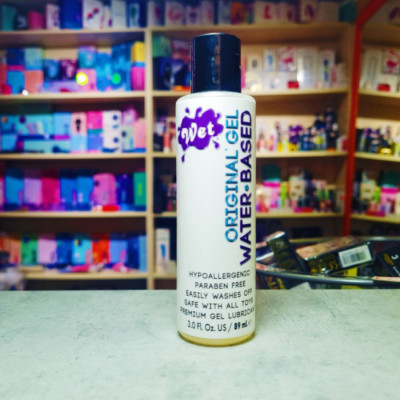 Wet
ORIGINAL GEL
WATER•BASED
HYPOALLERGENIC
PARABEN FREE
EASILY WASHES OFF
SAFE WITH ALL TOYS
PREMIUM GEL LUBRICANT
3.0 Fl. Oz. US / 89 mL